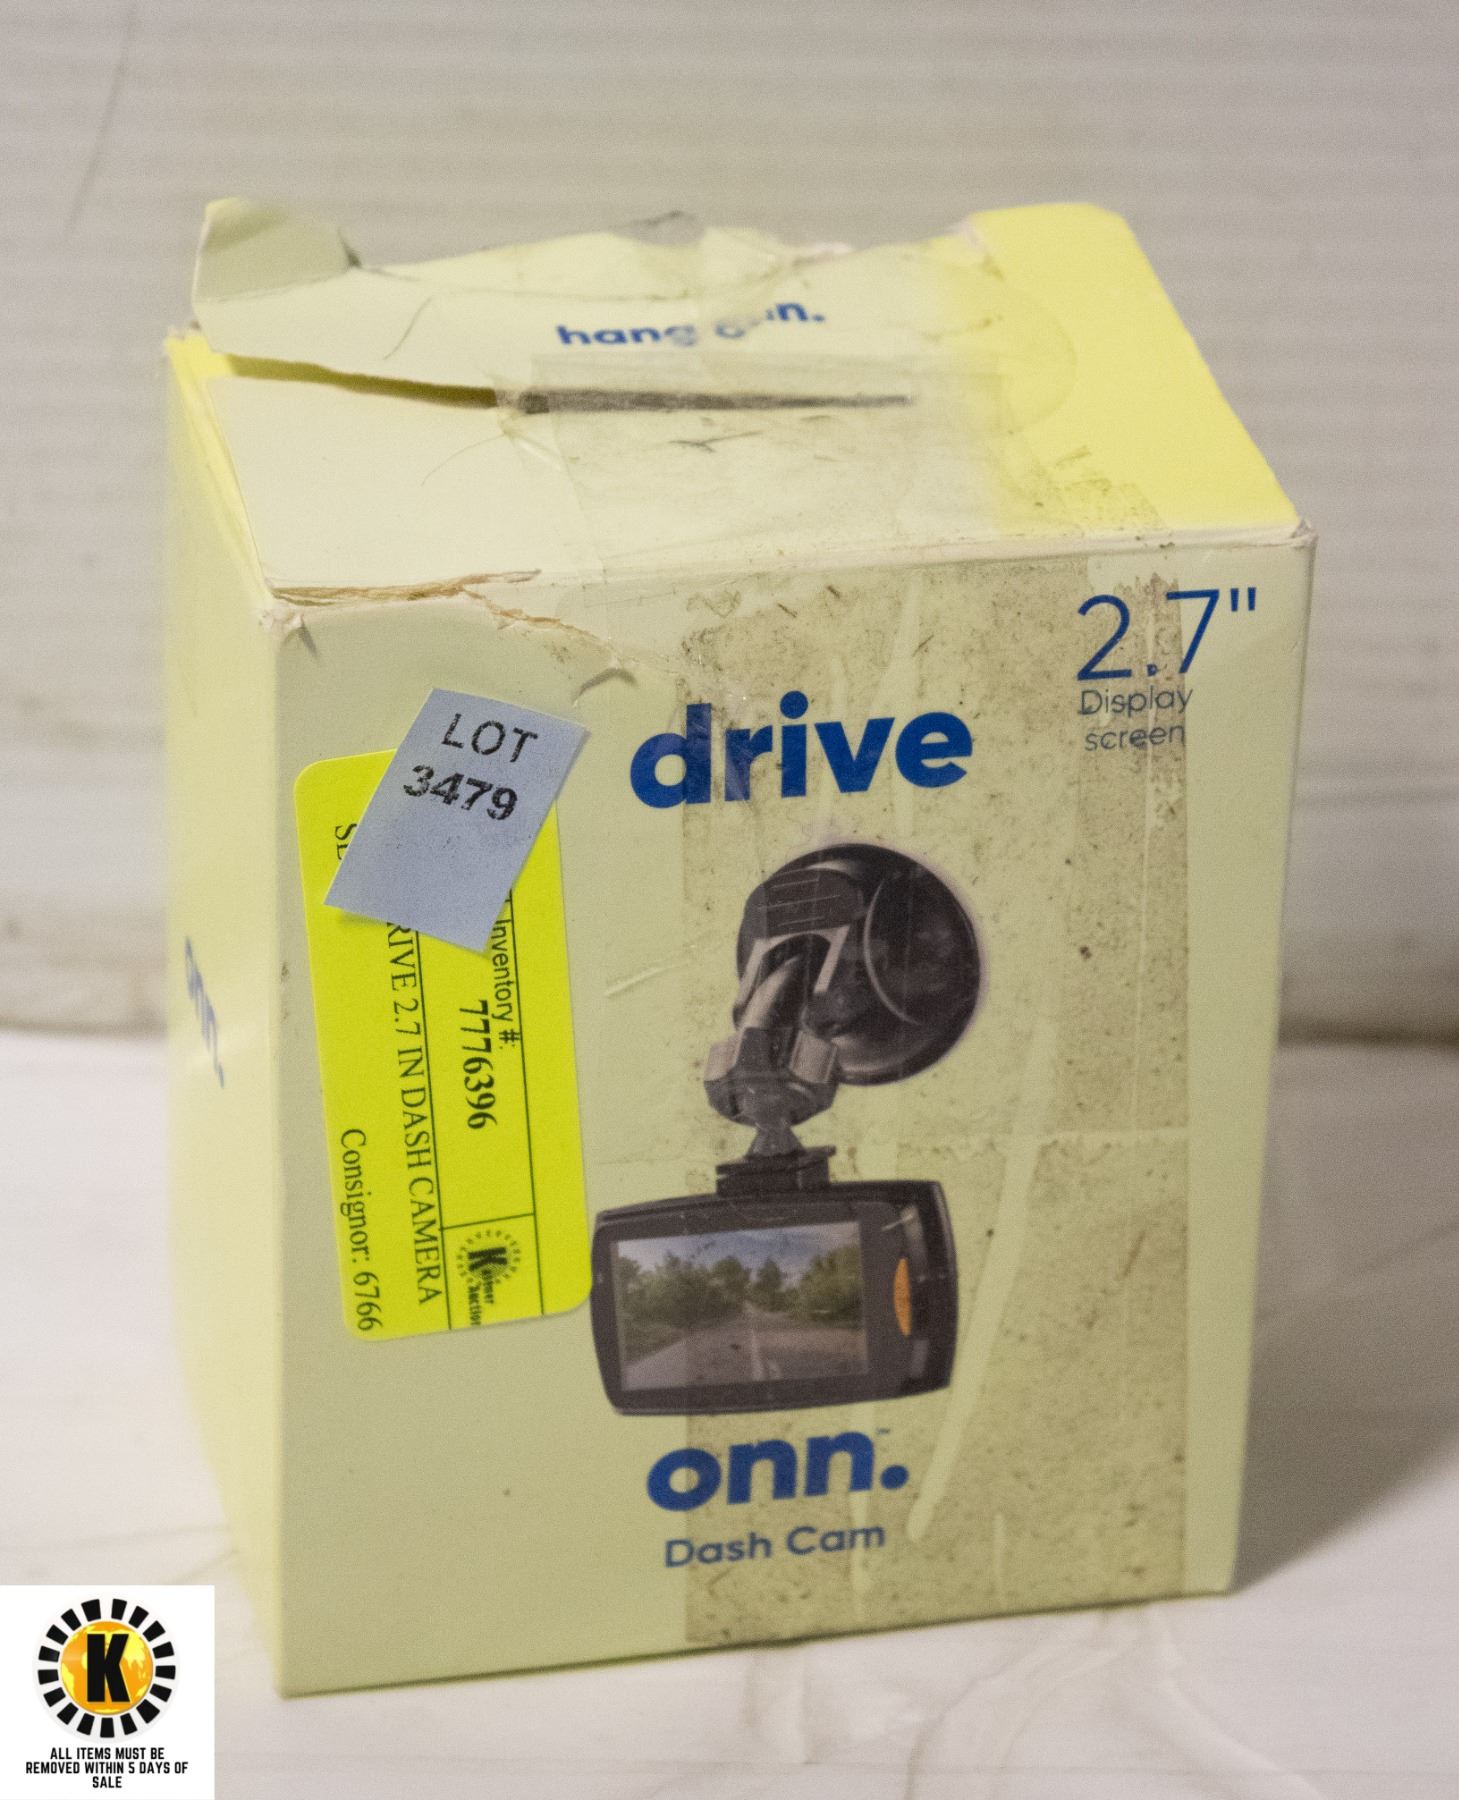 hang
2.7"
Display
screen
drive
LOT
3479
Inventory #:
7776396
RIVE 2.7 IN DASH CAMERA
Consignor: 6766
onn.
onn.
Dash Cam
K
ALL ITEMS MUST BE
REMOVED WITHIN 5 DAYS OF
SALE